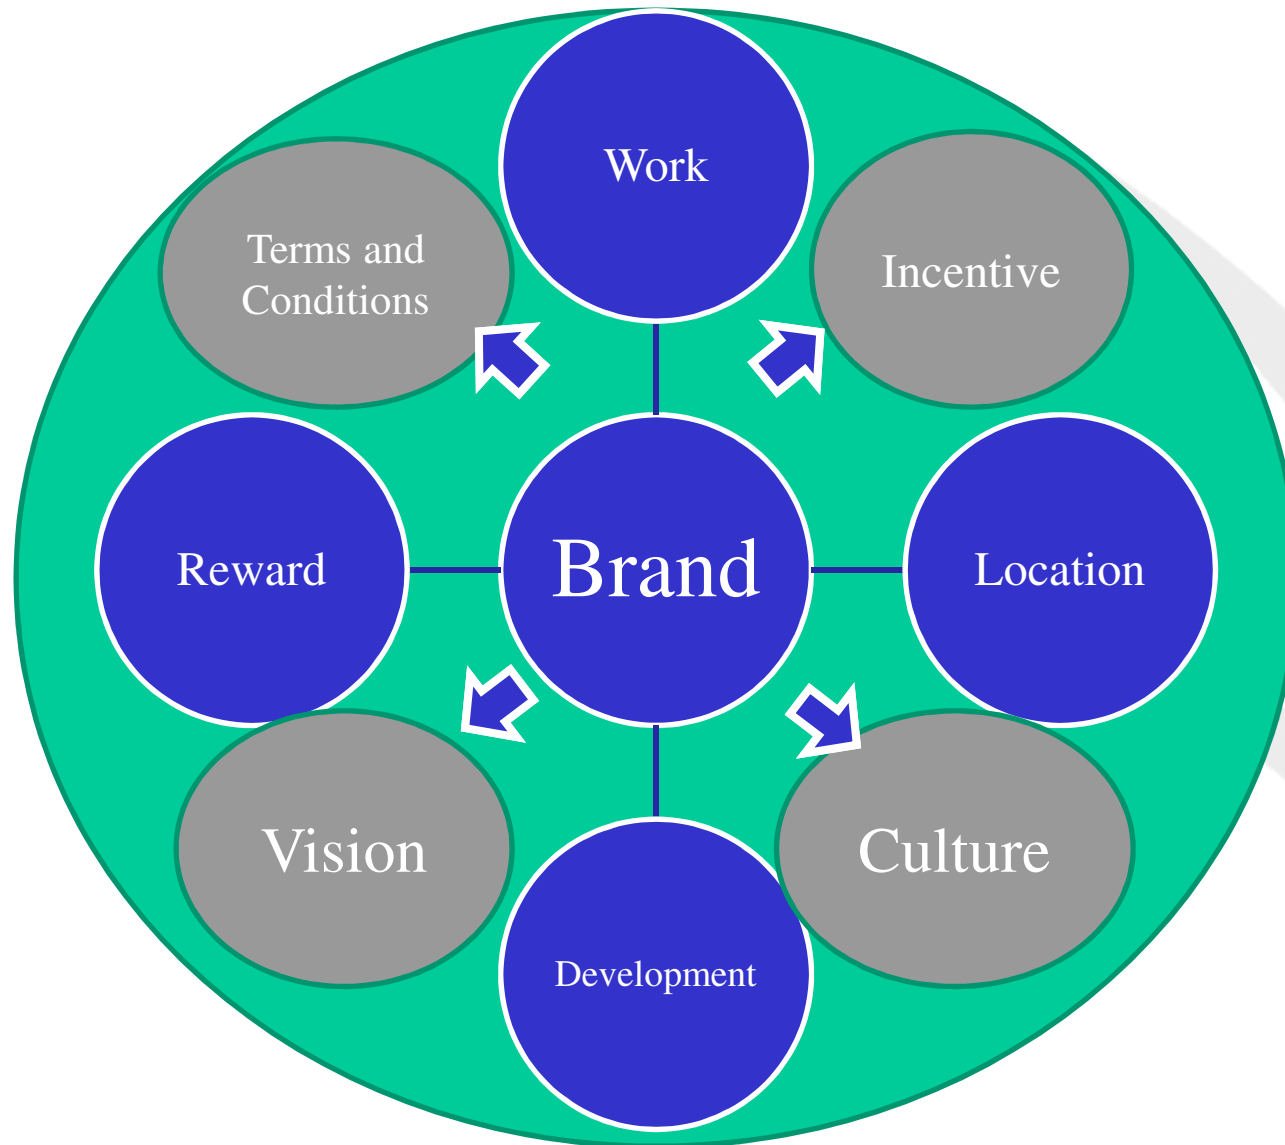 Work
Terms and
Conditions
Incentive
Reward
Brand
Location
Vision
Culture
Development